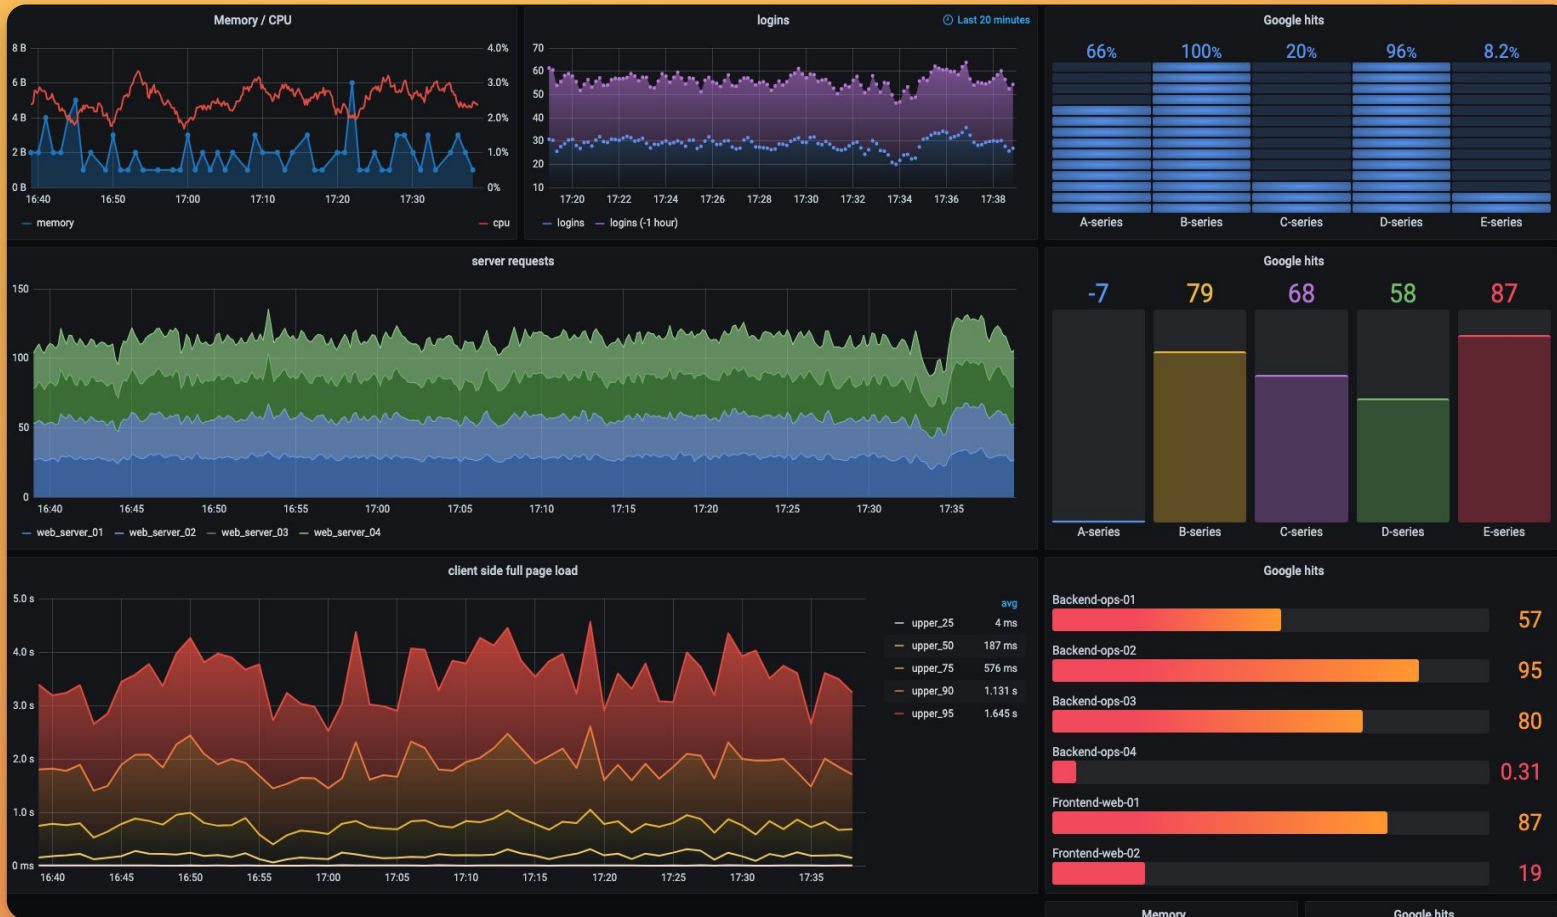 Memory / CPU
8 B
6 B
4 B
2 B
0 B
4.0%
3.0%
2.0%
1.0%
0%
16:40 16:50 17:00 17:10 17:20 17:30
memory cpu
logins
Last 20 minutes
70
60
50
40
30
20
10
17:20 17:22 17:24 17:26 17:28 17:30 17:32 17:34 17:36 17:38
logins logins (-1 hour)
Google hits
66% 100% 20% 96% 8.2%
A-series B-series C-series D-series E-series
server requests
150
100
50
0
16:40 16:45 16:50 16:55 17:00 17:05 17:10 17:15 17:20 17:25 17:30 17:35
web_server_01 web_server_02 web_server_03 web_server_04
Google hits
-7 79 68 58 87
A-series B-series C-series D-series E-series
client side full page load
5.0 s
4.0 s
3.0 s
2.0 s
1.0 s
0 ms
16:40 16:45 16:50 16:55 17:00 17:05 17:10 17:15 17:20 17:25 17:30 17:35
avg
upper_25 4 ms
upper_50 187 ms
upper_75 576 ms
upper_90 1.131 s
upper_95 1.645 s
Google hits
Backend-ops-01
57
Backend-ops-02
95
Backend-ops-03
80
Backend-ops-04
0.31
Frontend-web-01
87
Frontend-web-02
19
Memory
Google hits